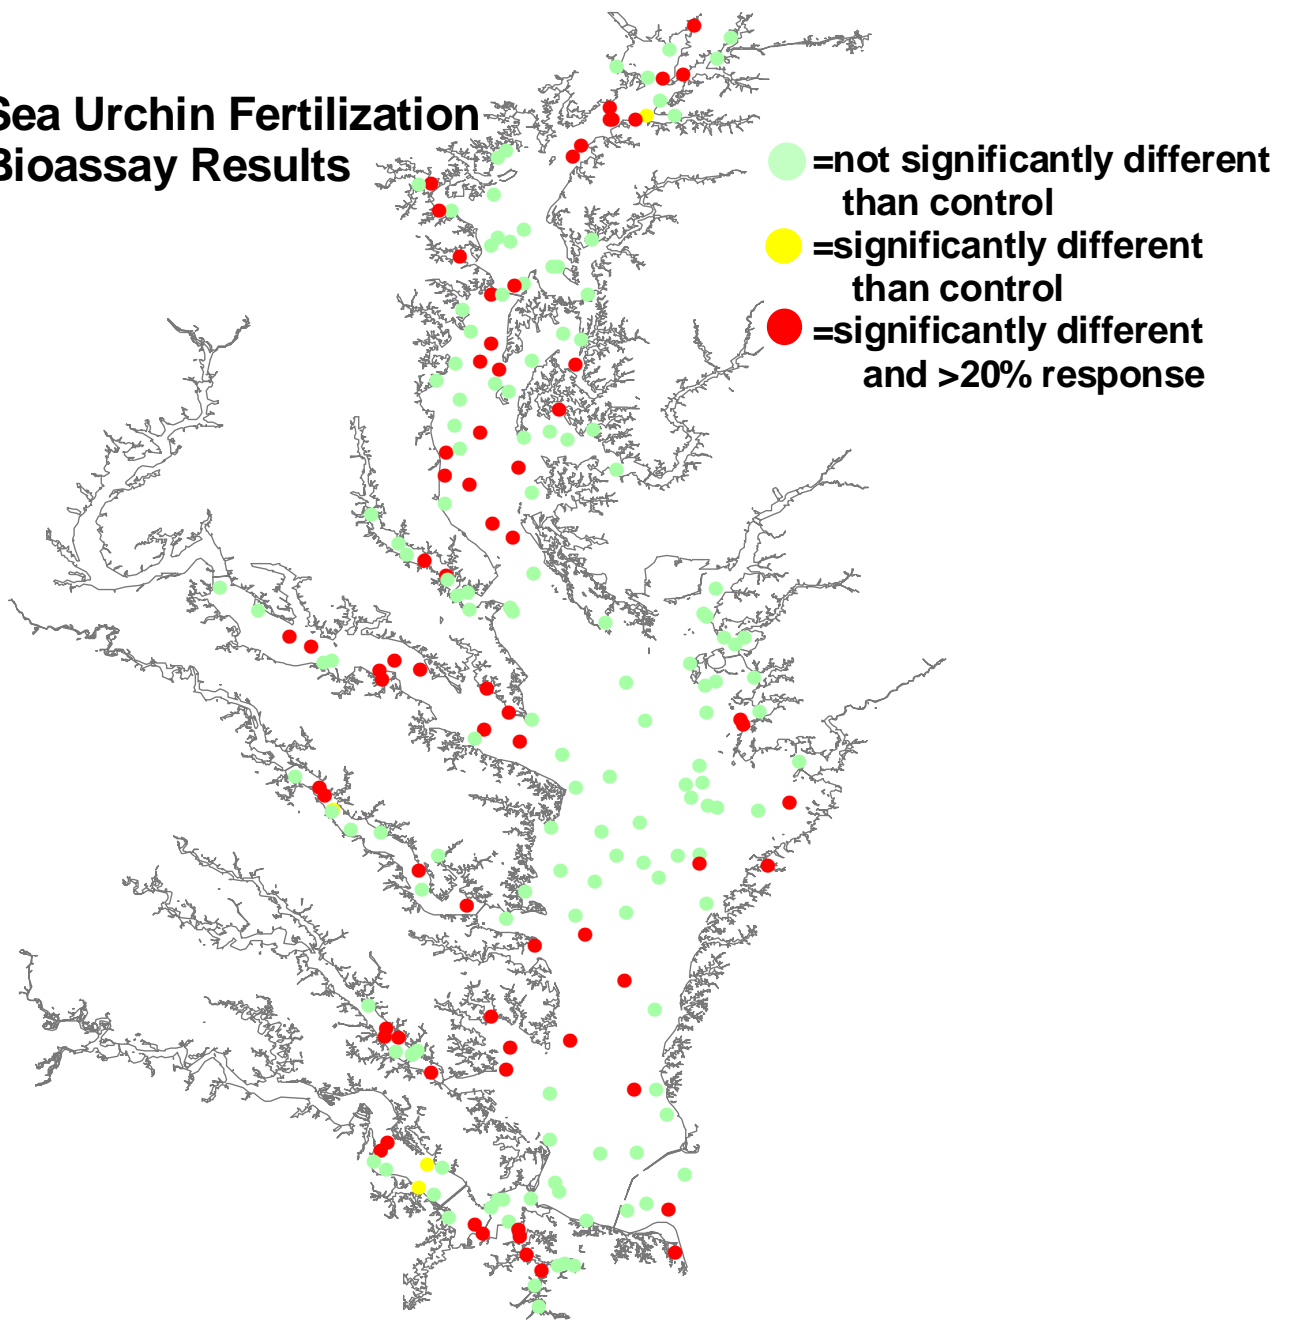 Sea Urchin Fertilization
Bioassay Results
=not significantly different
than control
=significantly different
than control
=significantly different
and >20% response